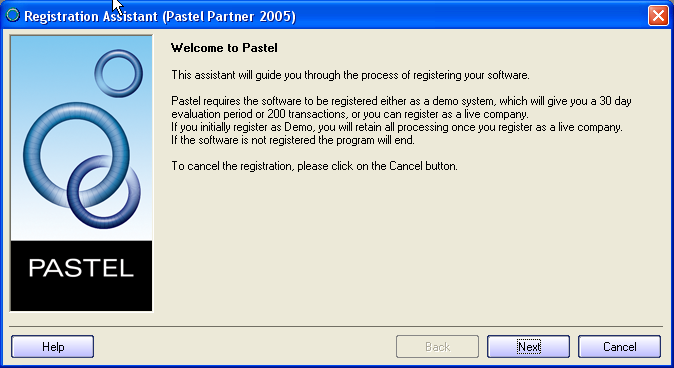 Registration Assistant (Pastel Partner 2005)
Welcome to Pastel
This assistant will guide you through the process of registering your software.
Pastel requires the software to be registered either as a demo system, which will give you a 30 day
evaluation period or 200 transactions, or you can register as a live company.
If you initially register as Demo, you will retain all processing once you register as a live company.
If the software is not registered the program will end.
To cancel the registration, please click on the Cancel button.
PASTEL
Help
Back
Next
Cancel